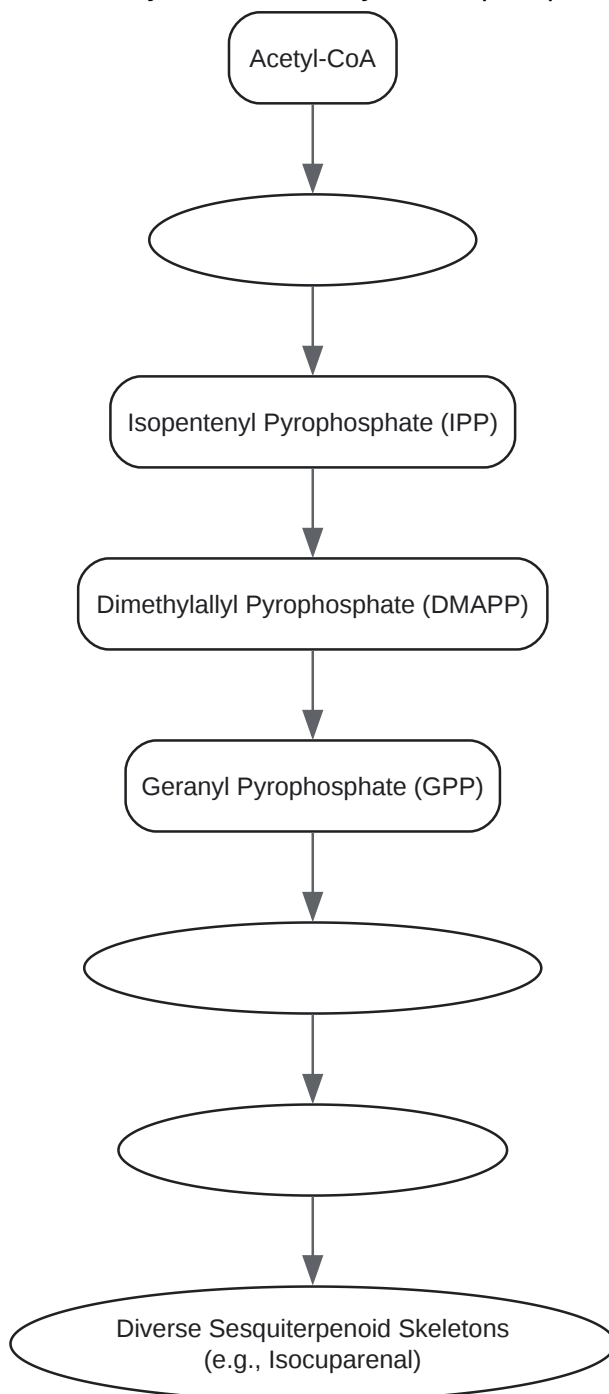 Acetyl-CoA
Isopentenyl Pyrophosphate (IPP)
Dimethylallyl Pyrophosphate (DMAPP)
Geranyl Pyrophosphate (GPP)
Diverse Sesquiterpenoid Skeletons
(e.g., Isocuparenal)